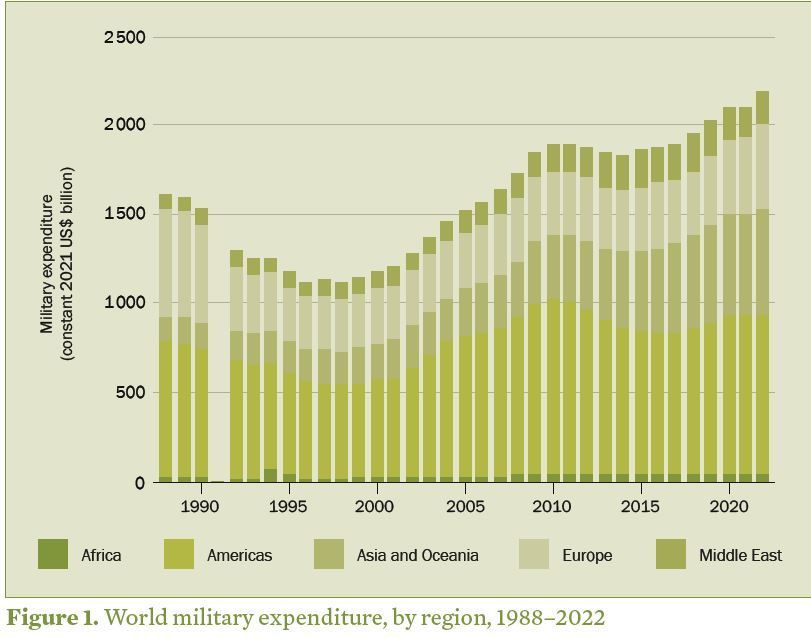 2500
2000
1500
1000
500
0
Military expenditure
(constant 2021 US$ billion)
1990 1995 2000 2005 2010 2015 2020
Africa Americas Asia and Oceania Europe Middle East
Figure 1. World military expenditure, by region, 1988–2022